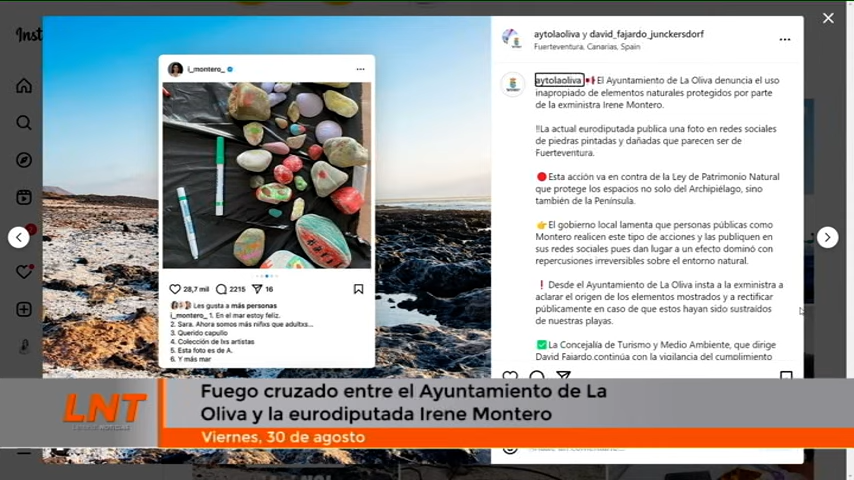 Inst
i_montero_
28,7 mil 2215 16
Les gusta a más personas
i_montero_ 1. En el mar estoy feliz.
2. Sara. Ahora somos más niñxs que adultxs...
3. Querido capullo
4. Colección de lxs artistas
5. Esta foto es de A.
6. Y más mar
aytolaoliva y david_fajardo_junckersdorf
Fuerteventura, Canarias, Spain
aytolaoliva El Ayuntamiento de La Oliva denuncia el uso
inapropiado de elementos naturales protegidos por parte
de la exministra Irene Montero.
‼La actual eurodiputada publica una foto en redes sociales
de piedras pintadas y dañadas que parecen ser de
Fuerteventura.
🔴Esta acción va en contra de la Ley de Patrimonio Natural
que protege los espacios no solo del Archipiélago, sino
también de la Península.
👉El gobierno local lamenta que personas públicas como
Montero realicen este tipo de acciones y las publiquen en
sus redes sociales pues dan lugar a un efecto dominó con
repercusiones irreversibles sobre el entorno natural.
❗Desde el Ayuntamiento de La Oliva insta a la exministra a
aclarar el origen de los elementos mostrados y a rectificar
públicamente en caso de que estos hayan sido sustraídos
de nuestras playas.
✅La Concejalía de Turismo y Medio Ambiente, que dirige
David Fajardo continúa con la vigilancia del cumplimiento
LNT
Fuego cruzado entre el Ayuntamiento de La
Oliva y la eurodiputada Irene Montero
Viernes, 30 de agosto